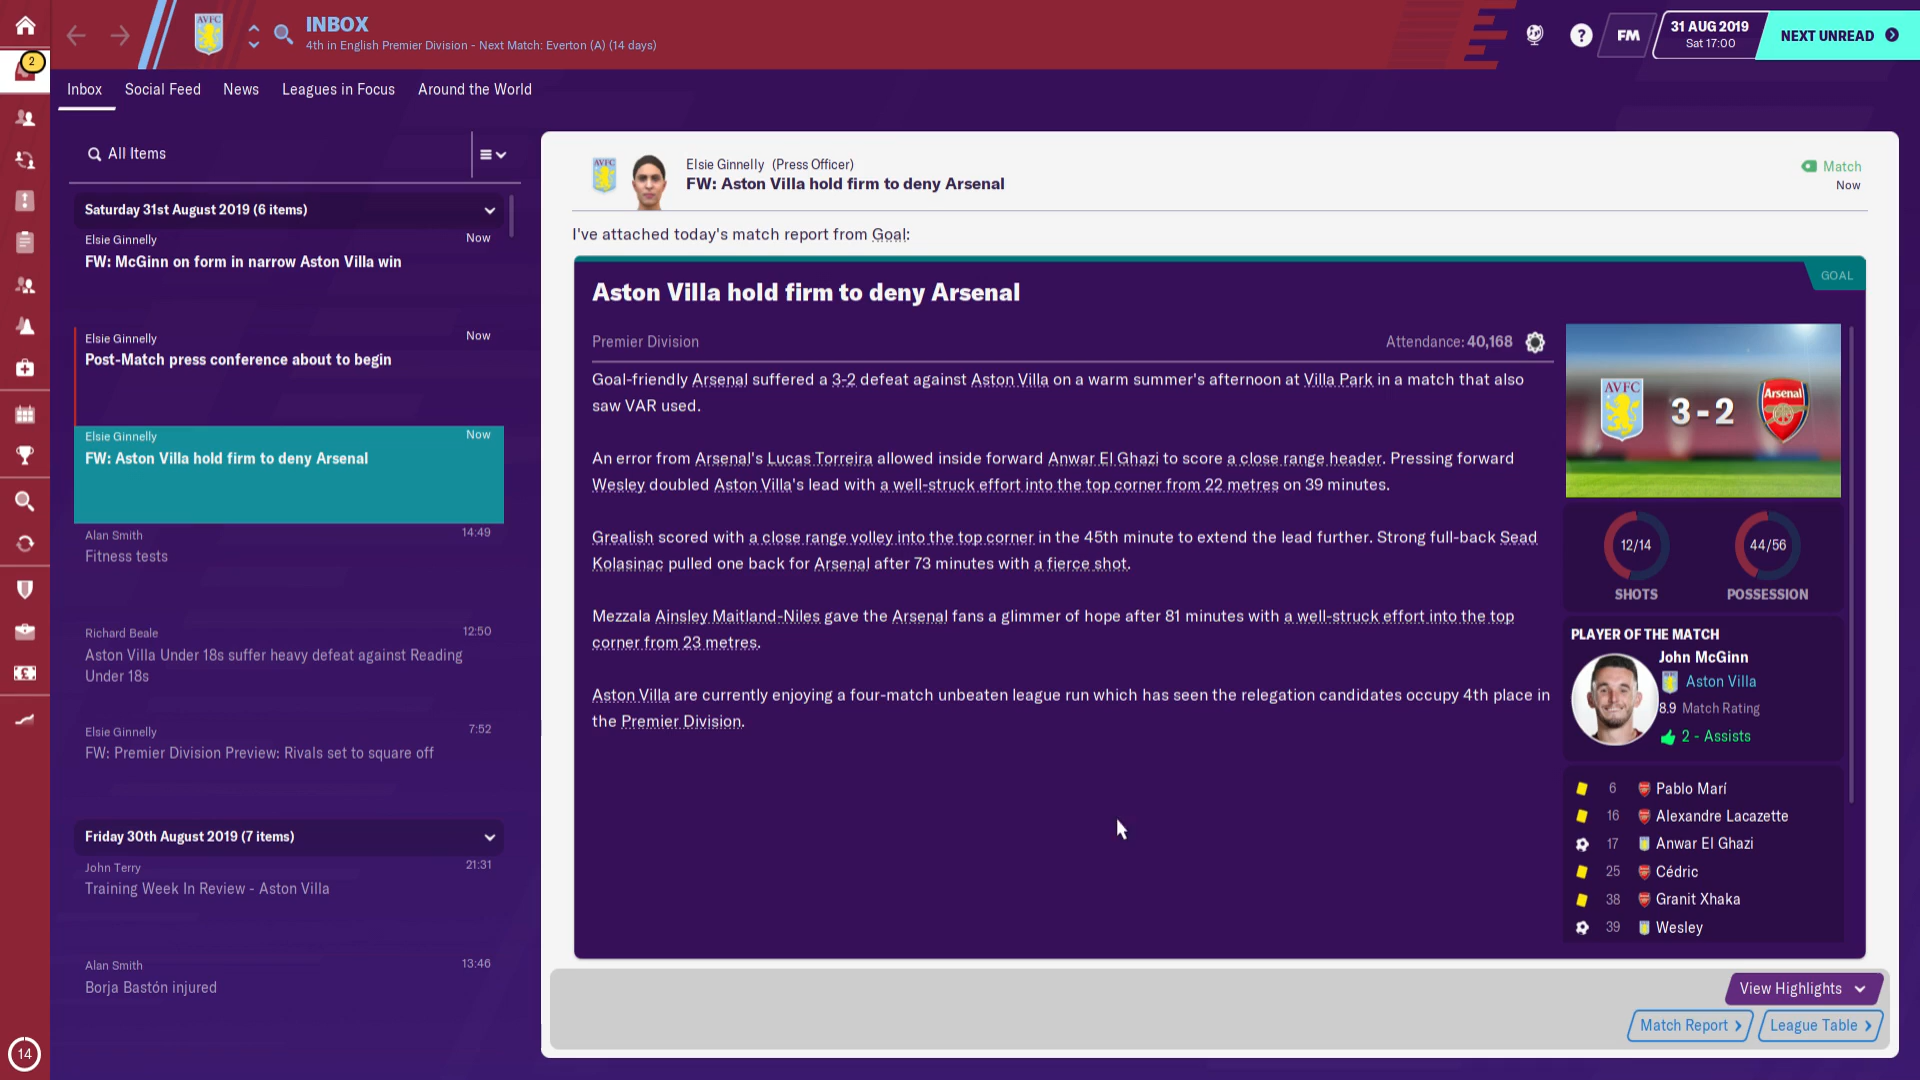 INBOX
4th in English Premier Division - Next Match: Everton (A) (14 days)
FM
31 AUG 2019
Sat 17:00
NEXT UNREAD
2
Inbox
Social Feed
News
Leagues in Focus
Around the World
All Items
Saturday 31st August 2019 (6 items)
Elsie Ginnelly
Now
FW: McGinn on form in narrow Aston Villa win
Elsie Ginnelly
Now
Post-Match press conference about to begin
Elsie Ginnelly
Now
FW: Aston Villa hold firm to deny Arsenal
Alan Smith
14:49
Fitness tests
Richard Beale
12:50
Aston Villa Under 18s suffer heavy defeat against Reading
Under 18s
Elsie Ginnelly
7:52
FW: Premier Division Preview: Rivals set to square off
Friday 30th August 2019 (7 items)
John Terry
21:31
Training Week In Review - Aston Villa
Alan Smith
13:46
Borja Bastón injured
14
AVFC
Elsie Ginnelly (Press Officer)
FW: Aston Villa hold firm to deny Arsenal
Match
Now
I've attached today's match report from Goal:
GOAL
Aston Villa hold firm to deny Arsenal
Premier Division
Attendance: 40,168
Goal-friendly Arsenal suffered a 3-2 defeat against Aston Villa on a warm summer's afternoon at Villa Park in a match that also
saw VAR used.
An error from Arsenal's Lucas Torreira allowed inside forward Anwar El Ghazi to score a close range header. Pressing forward
Wesley doubled Aston Villa's lead with a well-struck effort into the top corner from 22 metres on 39 minutes.
Grealish scored with a close range volley into the top corner in the 45th minute to extend the lead further. Strong full-back Sead
Kolasinac pulled one back for Arsenal after 73 minutes with a fierce shot.
Mezzala Ainsley Maitland-Niles gave the Arsenal fans a glimmer of hope after 81 minutes with a well-struck effort into the top
corner from 23 metres.
Aston Villa are currently enjoying a four-match unbeaten league run which has seen the relegation candidates occupy 4th place in
the Premier Division.
AVFC
3 - 2
Arsenal
12/14
SHOTS
44/56
POSSESSION
PLAYER OF THE MATCH
John McGinn
Aston Villa
8.9 Match Rating
2 - Assists
6 Pablo Marí
16 Alexandre Lacazette
17 Anwar El Ghazi
25 Cédric
38 Granit Xhaka
39 Wesley
View Highlights
Match Report
League Table